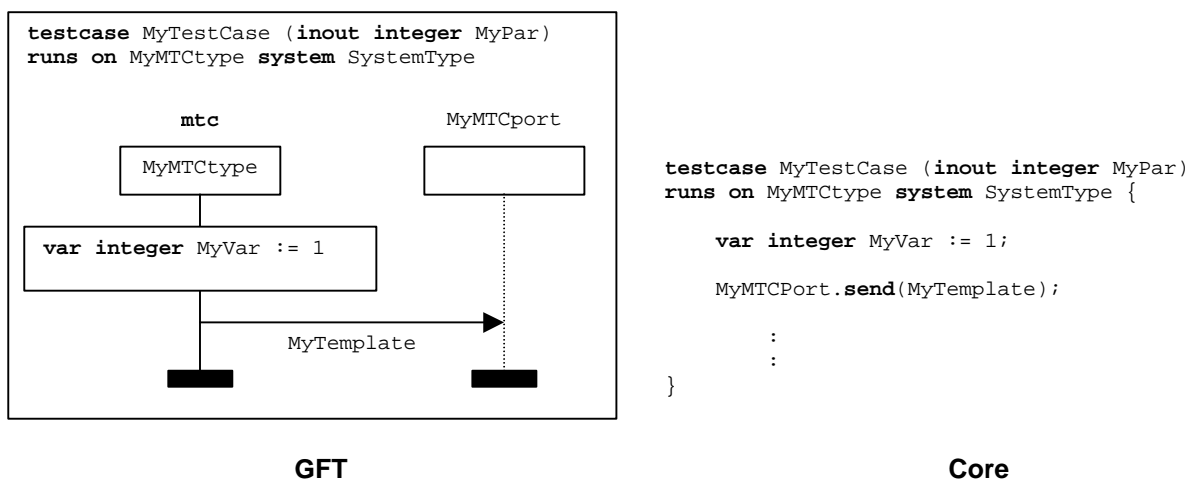 testcase MyTestCase (inout integer MyPar)
runs on MyMTCtype system SystemType
mtc
MyMTCport
MyMTCtype
var integer MyVar := 1
MyTemplate
GFT
testcase MyTestCase (inout integer MyPar)
runs on MyMTCtype system SystemType {
var integer MyVar := 1;
MyMTCPort.send(MyTemplate);
:
:
}
Core